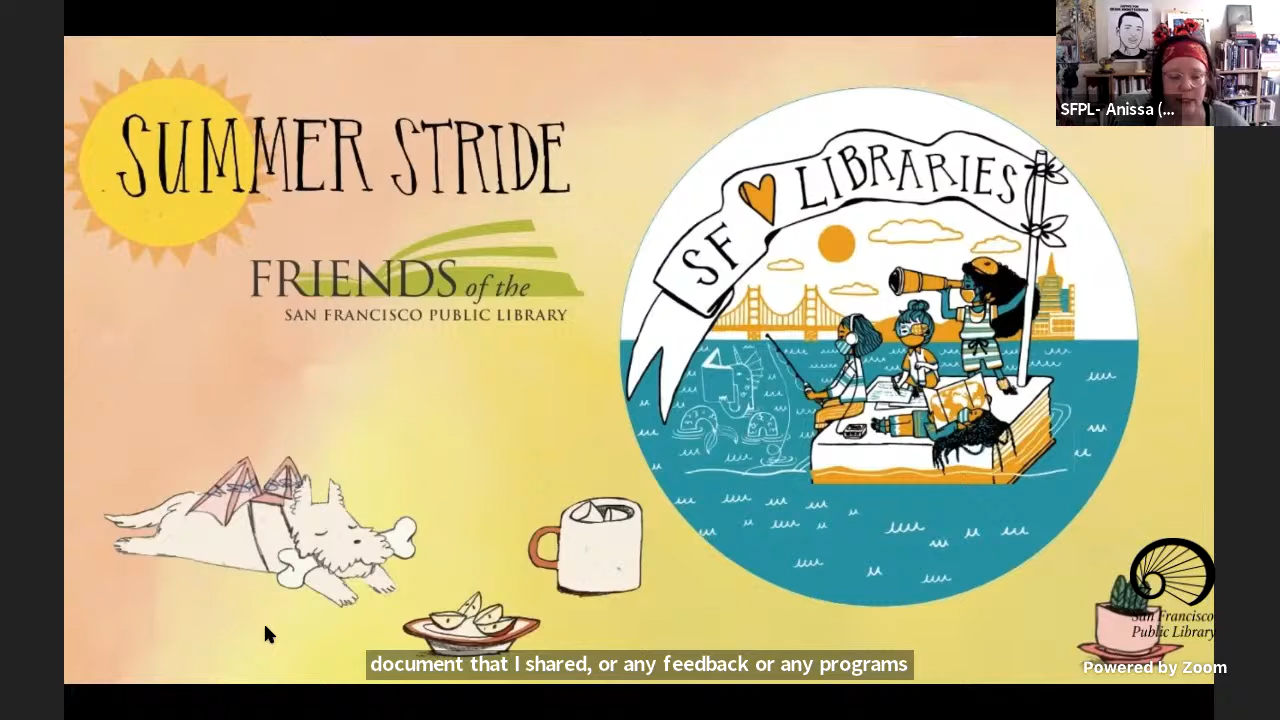 SUMMER STRIDE
FRIENDS of the
SAN FRANCISCO PUBLIC LIBRARY
SF LIBRARIES
SFPL- Anissa (...
San Francisco
Public Library
document that I shared, or any feedback or any programs
Powered by Zoom